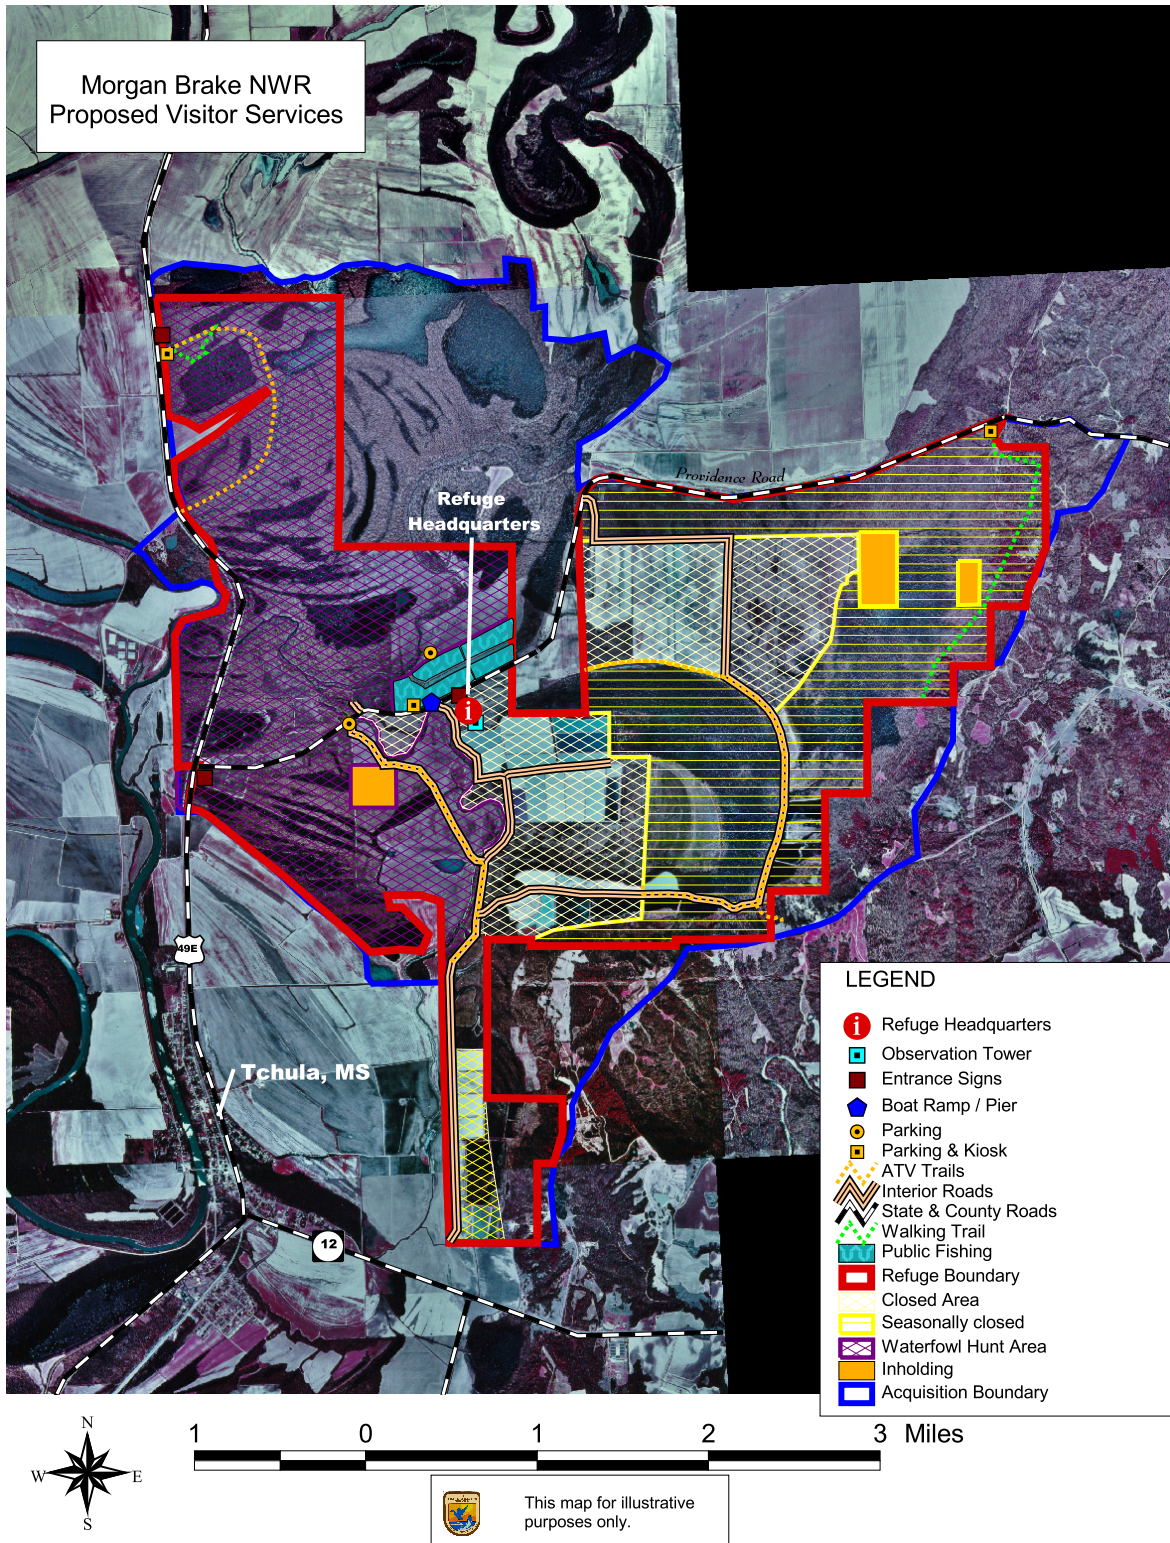 Morgan Brake NWR
Proposed Visitor Services
Providence Road
Refuge
Headquarters
i
49E
Tchula, MS
12
LEGEND
i Refuge Headquarters
Observation Tower
Entrance Signs
Boat Ramp / Pier
Parking
Parking & Kiosk
ATV Trails
Interior Roads
State & County Roads
Walking Trail
Public Fishing
Refuge Boundary
Closed Area
Seasonally closed
Waterfowl Hunt Area
Inholding
Acquisition Boundary
1 0 1 2 3 Miles
N
W E
S
This map for illustrative
purposes only.